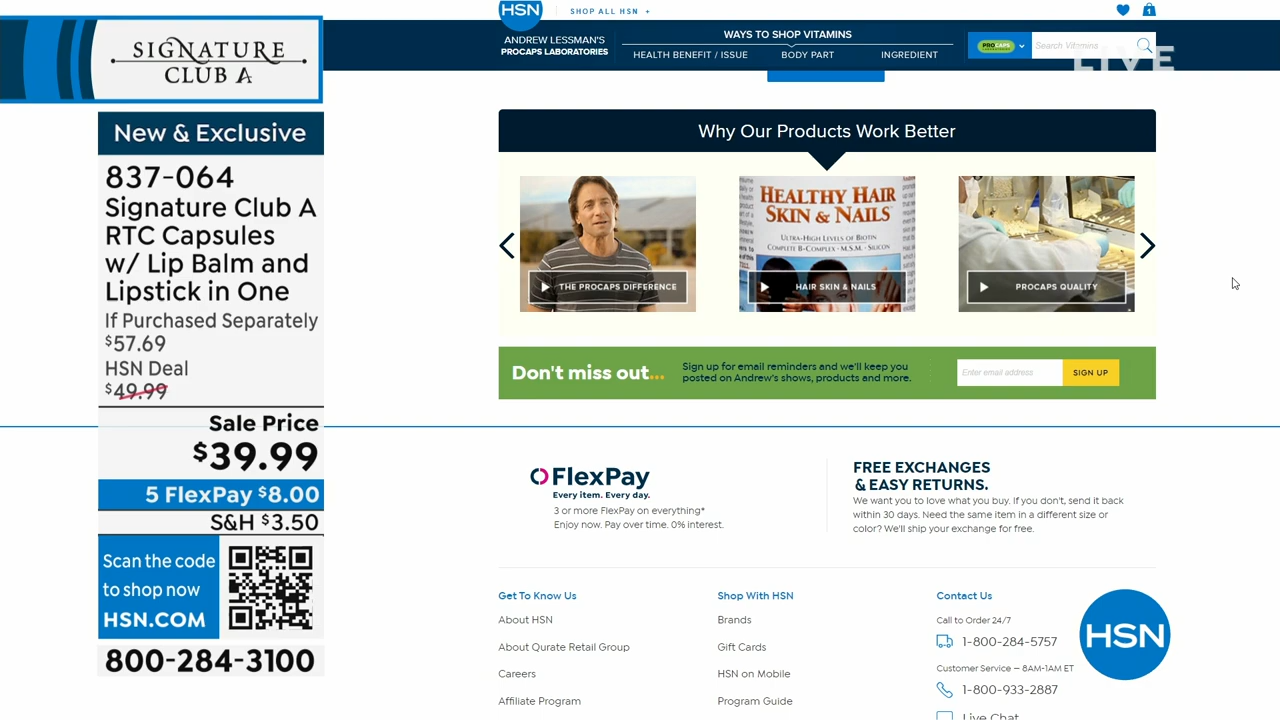 SIGNATURE
CLUB A
New & Exclusive
837-064
Signature Club A
RTC Capsules
w/ Lip Balm and
Lipstick in One
If Purchased Separately
$57.69
HSN Deal
$49.99
Sale Price
$39.99
5 FlexPay $8.00
S&H $3.50
Scan the code
to shop now
HSN.COM
800-284-3100
HSN
SHOP ALL HSN +
1
ANDREW LESSMAN'S
PROCAPS LABORATORIES
WAYS TO SHOP VITAMINS
HEALTH BENEFIT / ISSUE
BODY PART
INGREDIENT
PROCAPS
Search Vitamins
LIVE
Why Our Products Work Better
THE PROCAPS DIFFERENCE
HEALTHY HAIR
SKIN & NAILS
ULTRA-HIGH LEVELS OF BIOTIN
COMPLETE B-COMPLEX · M.S.M. · SILICON
HAIR SKIN & NAILS
PROCAPS QUALITY
Don't miss out...
Sign up for email reminders and we'll keep you
posted on Andrew's shows, products and more.
Enter email address
SIGN UP
FlexPay
Every item. Every day.
3 or more FlexPay on everything*
Enjoy now. Pay over time. 0% interest.
FREE EXCHANGES
& EASY RETURNS.
We want you to love what you buy. If you don't, send it back
within 30 days. Need the same item in a different size or
color? We'll ship your exchange for free.
Get To Know Us
About HSN
About Qurate Retail Group
Careers
Affiliate Program
Shop With HSN
Brands
Gift Cards
HSN on Mobile
Program Guide
Contact Us
Call to Order 24/7
1-800-284-5757
Customer Service – 8AM-1AM ET
1-800-933-2887
Live Chat
HSN